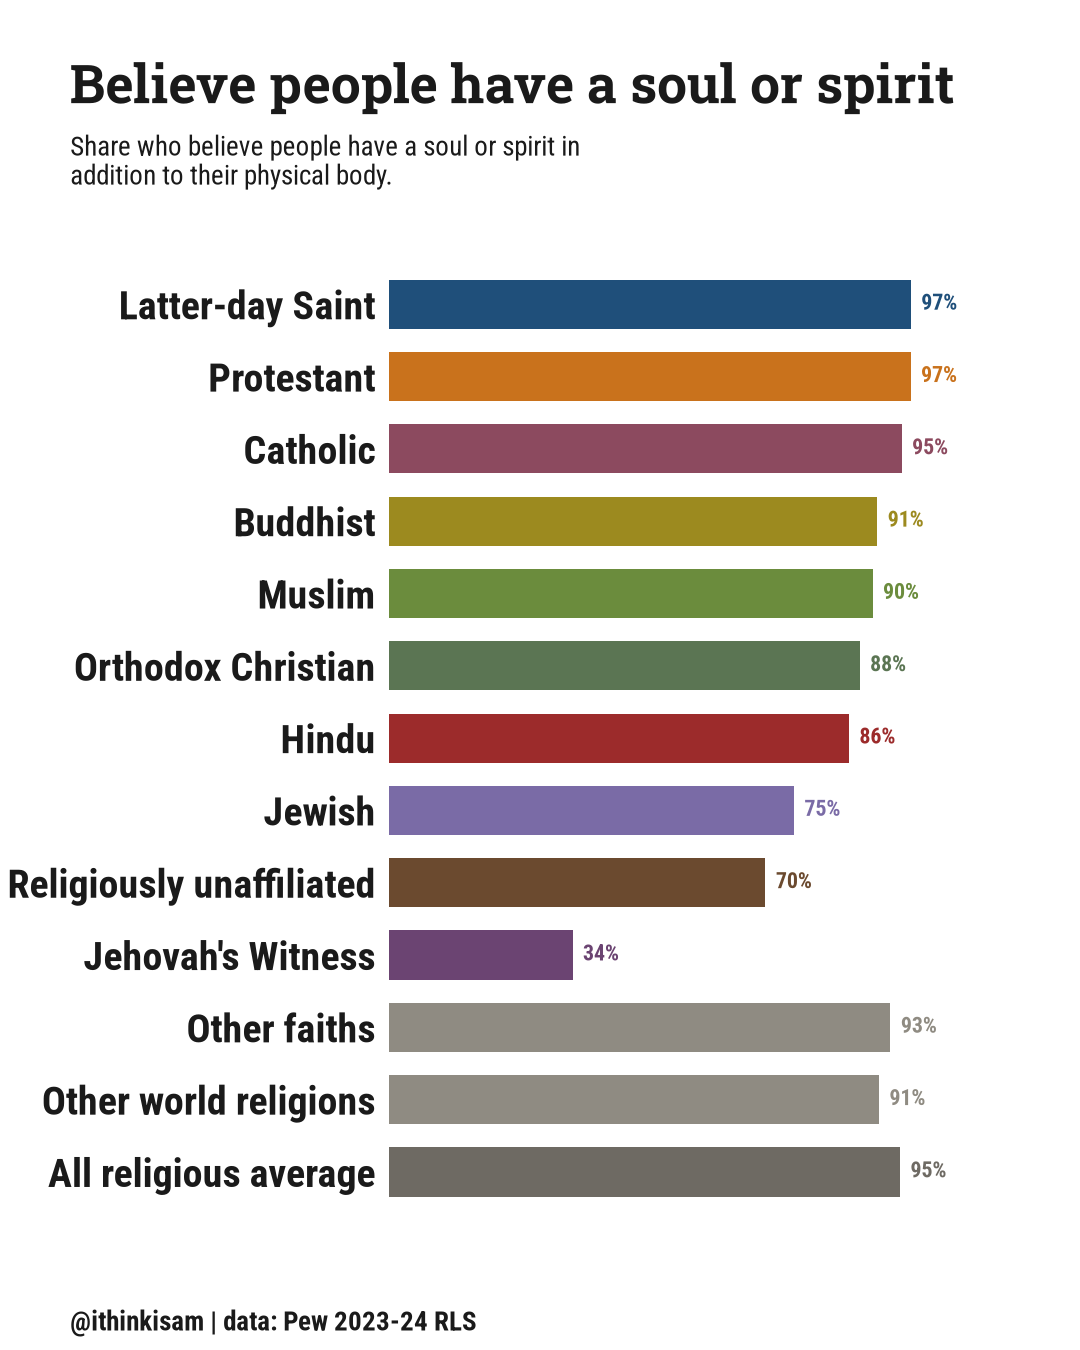 Believe people have a soul or spirit
Share who believe people have a soul or spirit in
addition to their physical body.
Latter-day Saint 97%
Protestant 97%
Catholic 95%
Buddhist 91%
Muslim 90%
Orthodox Christian 88%
Hindu 86%
Jewish 75%
Religiously unaffiliated 70%
Jehovah's Witness 34%
Other faiths 93%
Other world religions 91%
All religious average 95%
@ithinkisam | data: Pew 2023-24 RLS